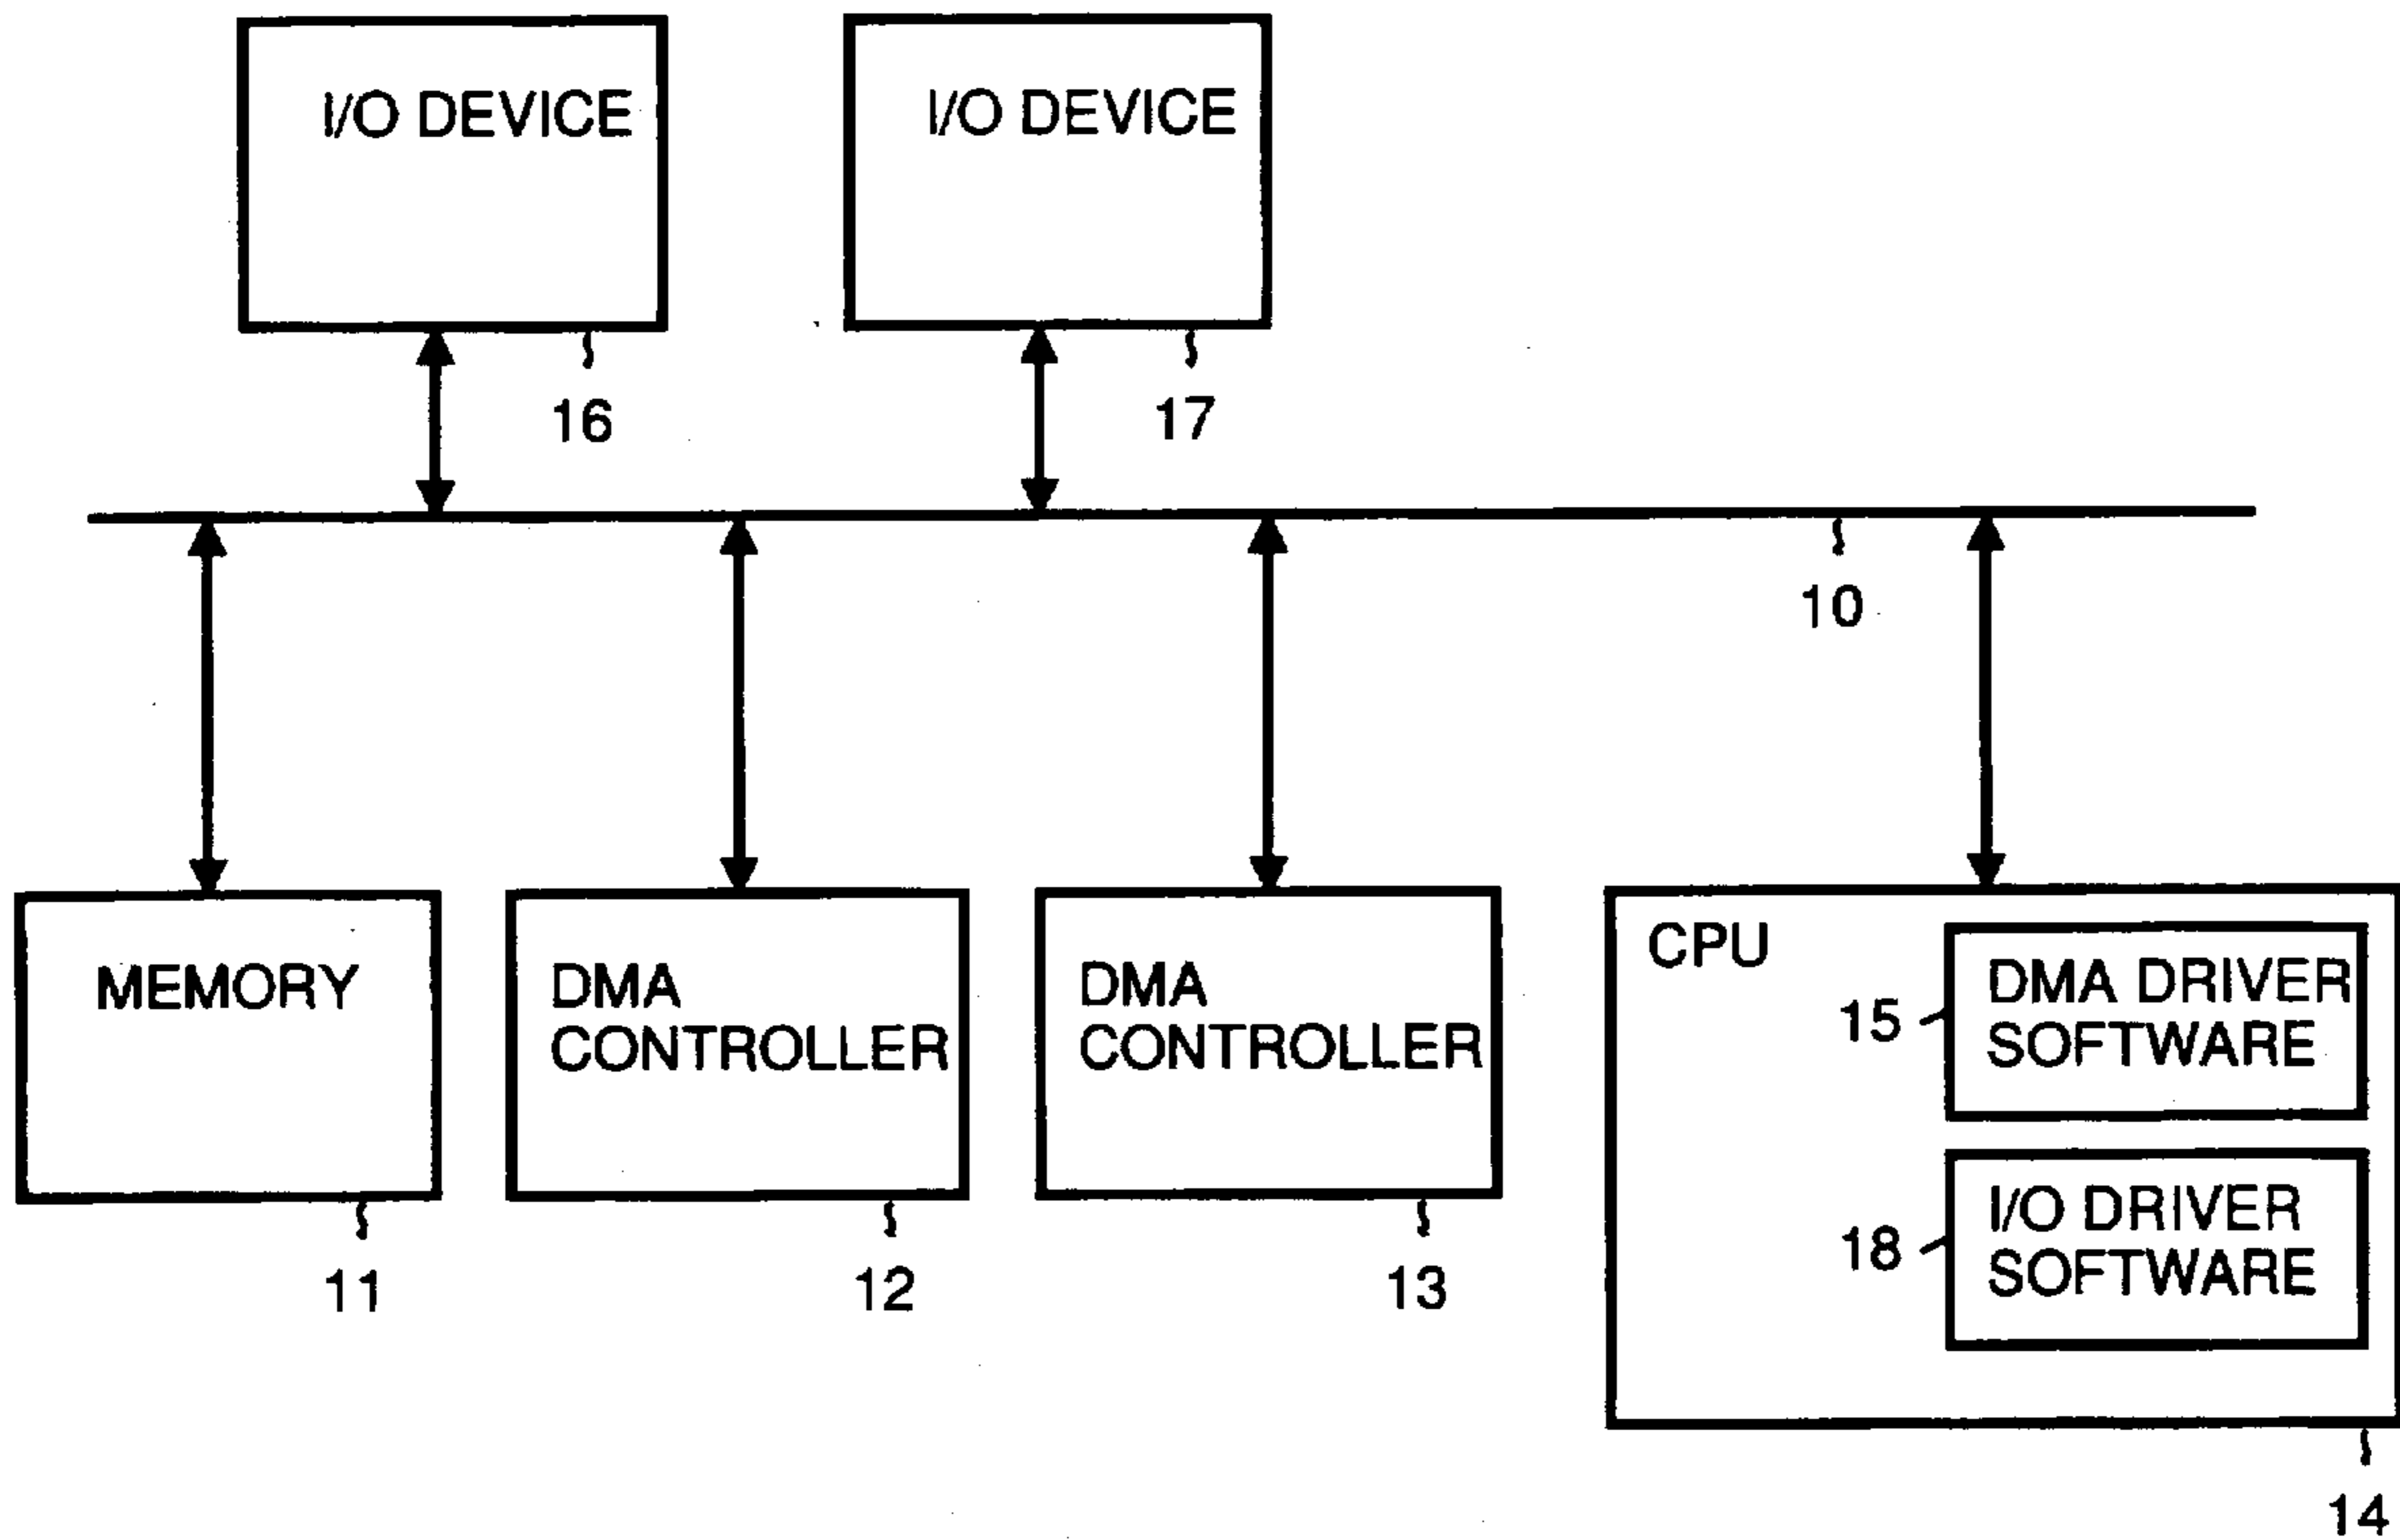 I/O DEVICE
I/O DEVICE
16
17
10
MEMORY
DMA
CONTROLLER
DMA
CONTROLLER
CPU
15
DMA DRIVER
SOFTWARE
18
I/O DRIVER
SOFTWARE
11
12
13
14